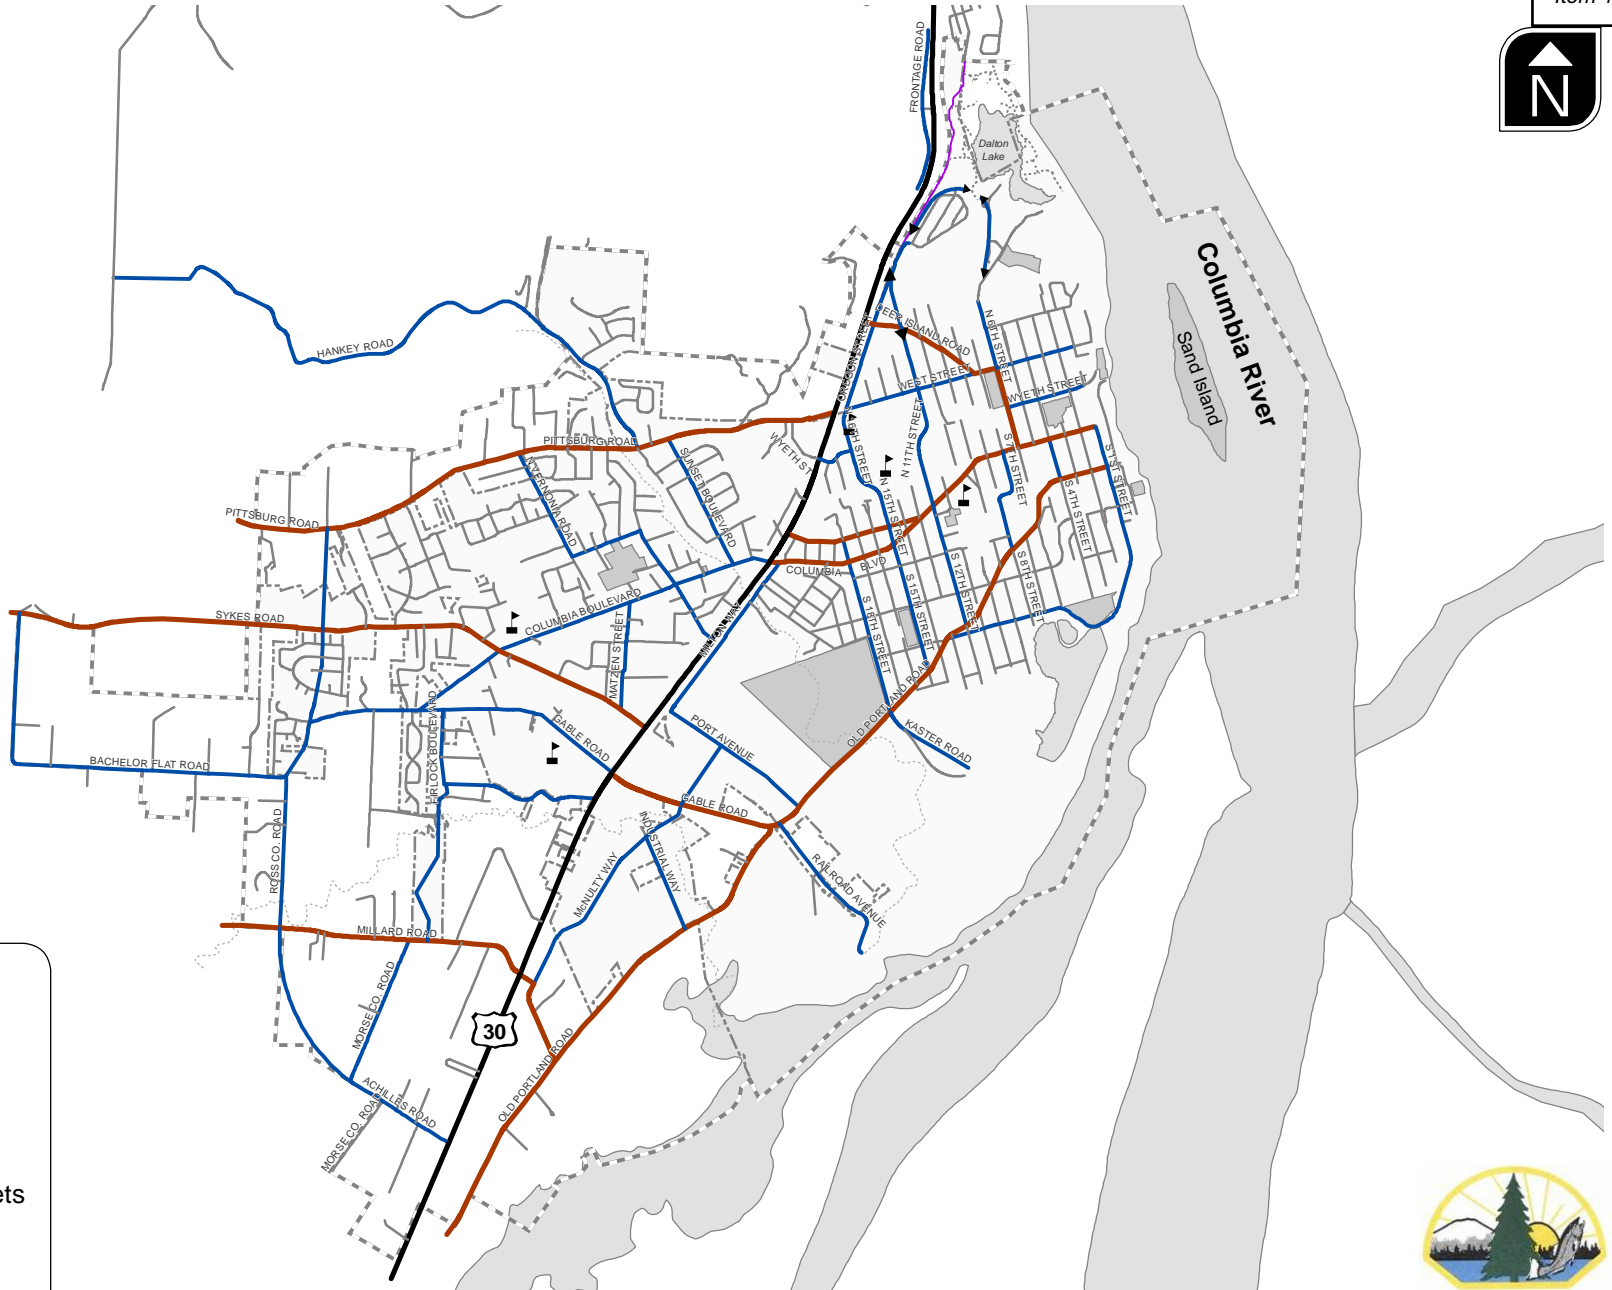 FRONTAGE ROAD
N
Dalton
Lake
Columbia River
Sand Island
HANKEY ROAD
DEER ISLAND ROAD
N 6TH STREET
OREGON STREET
WEST STREET
WYETH STREET
PITTSBURG ROAD
WYETH ST
N 16TH STREET
N 11TH STREET
S 7TH STREET
S 1ST STREET
N VERNONIA ROAD
SUNSET BOULEVARD
N 15TH STREET
S 4TH STREET
PITTSBURG ROAD
COLUMBIA BLVD
S 12TH STREET
S 8TH STREET
SYKES ROAD
COLUMBIA BOULEVARD
MILTON WAY
S 18TH STREET
S 15TH STREET
MATZEN STREET
FIRLOCK BOULEVARD
GABLE ROAD
PORT AVENUE
OLD PORTLAND ROAD
KASTER ROAD
BACHELOR FLAT ROAD
GABLE ROAD
INDUSTRIAL WAY
ROSS CO. ROAD
McNULTY WAY
RAILROAD AVENUE
MILLARD ROAD
MORSE CO. ROAD
30
OLD PORTLAND ROAD
ACHILLES ROAD
MORSE CO. ROAD
ets